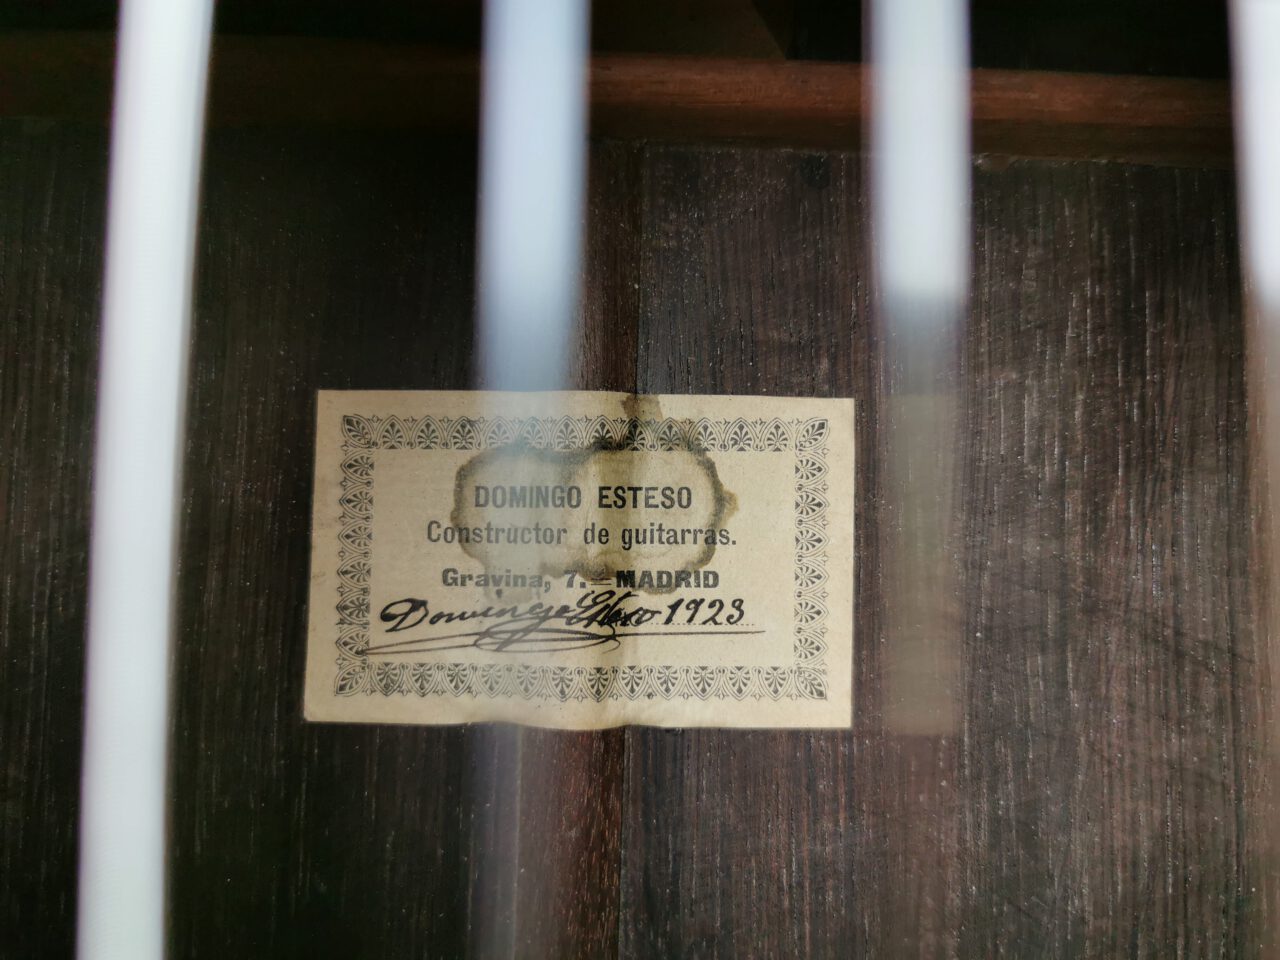 DOMINGO ESTESO
Constructor de guitarras.
Gravina, 7.—MADRID
Domingo Esteso 1923